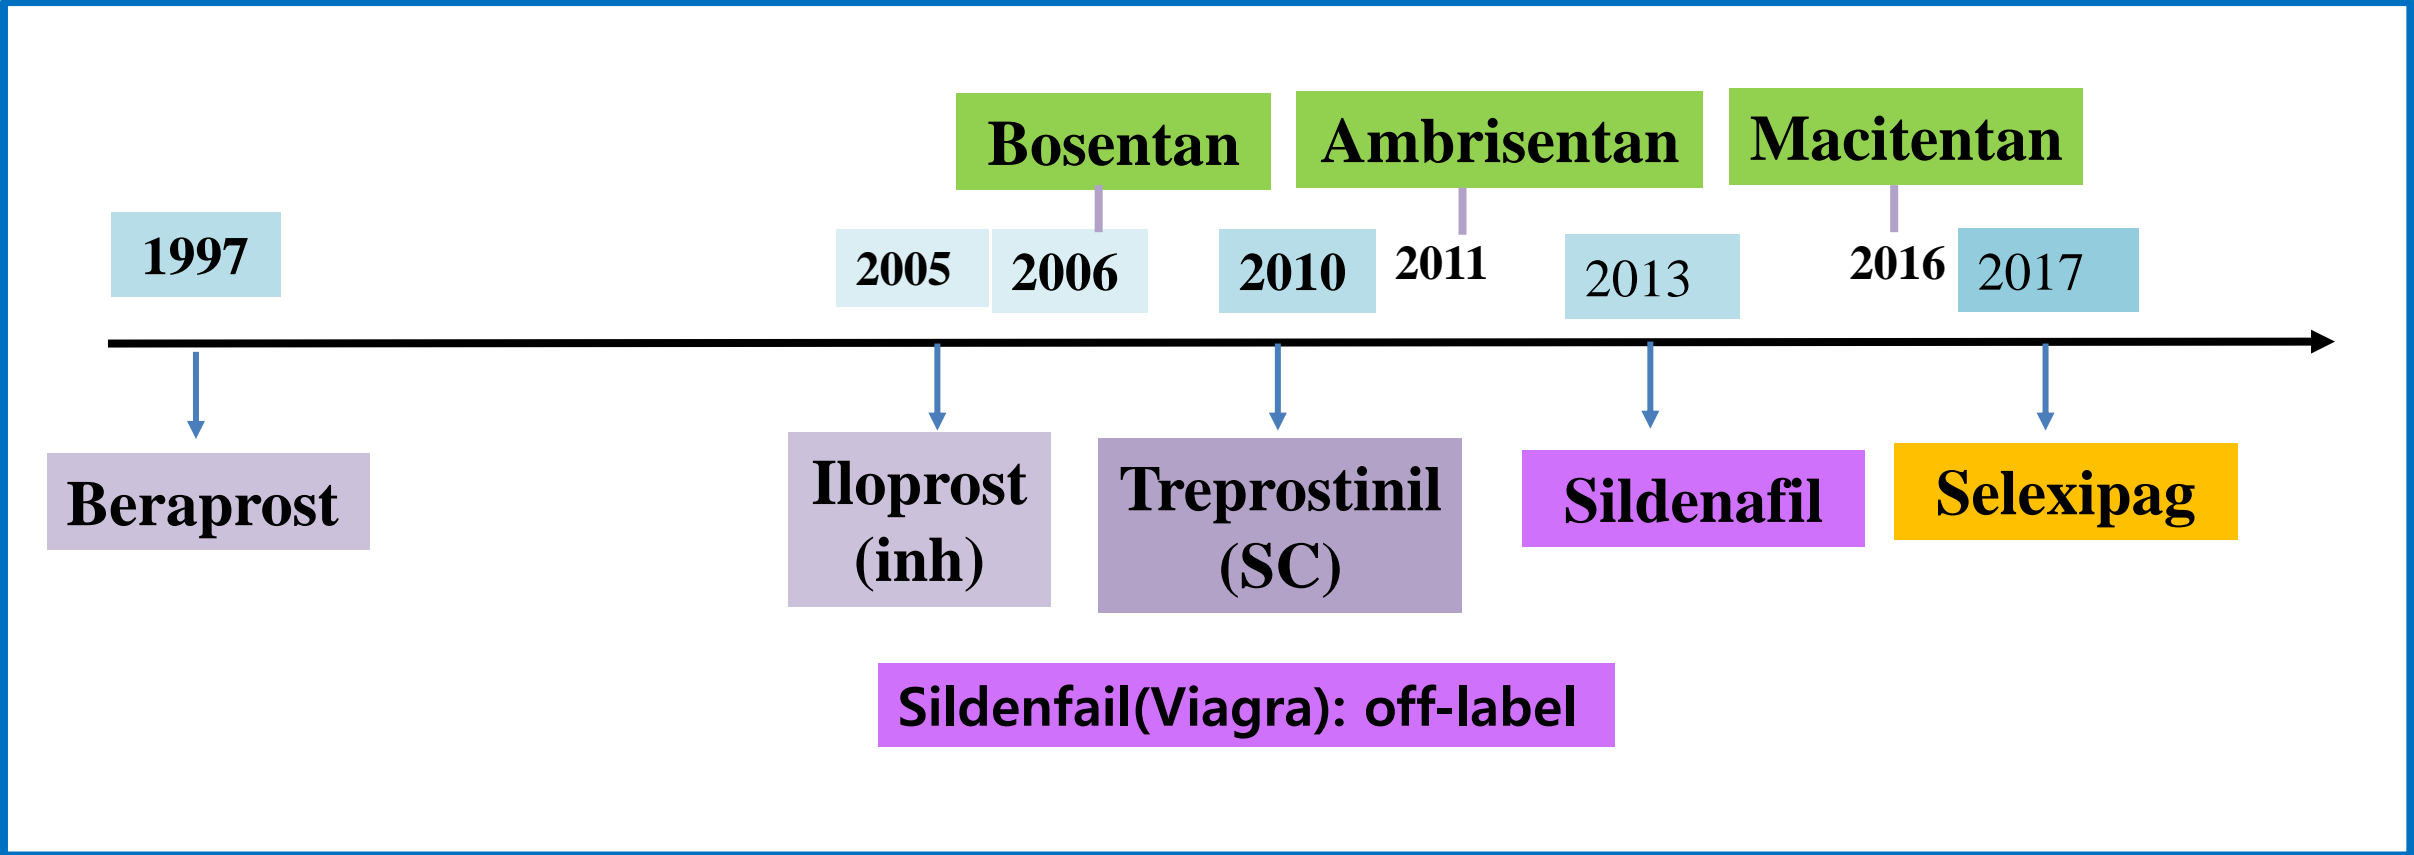 Bosentan
Ambrisentan
Macitentan
1997
2005
2006
2010
2011
2013
2016
2017
Beraprost
Iloprost
(inh)
Treprostinil
(SC)
Sildenafil
Selexipag
Sildenfail(Viagra): off-label